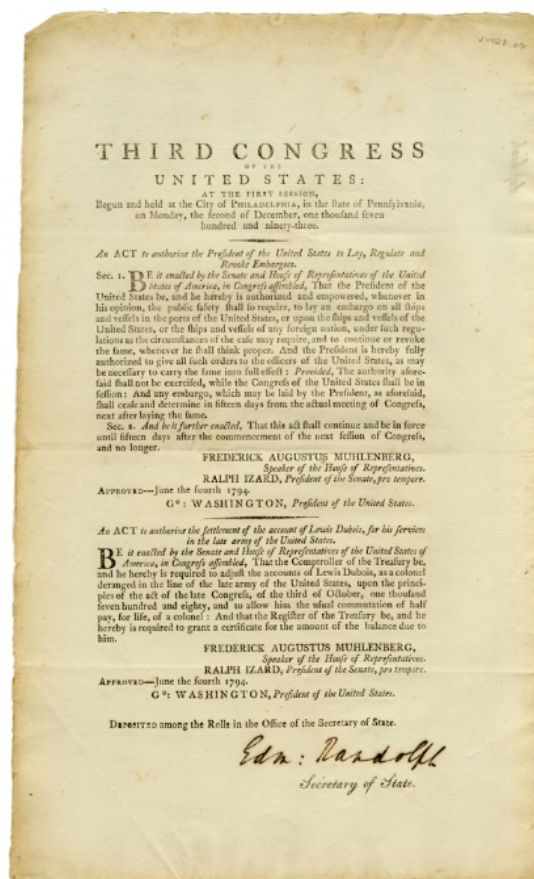 THIRD CONGRESS
OF THE
UNITED STATES:
AT THE FIRST SESSION,
Begun and held at the City of PHILADELPHIA, in the ſtate of Pennſylvania,
on Monday, the ſecond of December, one thouſand ſeven
hundred and ninety-three.
An ACT to authorize the Preſident of the United States to Lay, Regulate and
Revoke Embargoes.
Sec. 1. BE it enacted by the Senate and Houſe of Repreſentatives of the United
States of America, in Congreſs aſſembled, That the Preſident of the
United States be, and he hereby is authorized and empowered, whenever in
his opinion, the public ſafety ſhall ſo require, to lay an embargo on all ſhips
and veſſels in the ports of the United States, or upon the ſhips and veſſels of the
United States, or the ſhips and veſſels of any foreign nation, under ſuch regu-
lations as the circumſtances of the caſe may require, and to continue or revoke
the ſame, whenever he ſhall think proper. And the Preſident is hereby fully
authorized to give all ſuch orders to the officers of the United States, as may
be neceſſary to carry the ſame into full effect: Provided, The authority afore-
ſaid ſhall not be exerciſed, while the Congreſs of the United States ſhall be in
ſeſſion: And any embargo, which may be laid by the Preſident, as aforeſaid,
ſhall ceaſe and determine in fifteen days from the actual meeting of Congreſs,
next after laying the ſame.
Sec. 2. And be it further enacted, That this act ſhall continue and be in force
until fifteen days after the commencement of the next ſeſſion of Congreſs,
and no longer.
FREDERICK AUGUSTUS MUHLENBERG,
Speaker of the Houſe of Repreſentatives.
RALPH IZARD, Preſident of the Senate, pro tempore.
APPROVED—June the fourth 1794.
Go: WASHINGTON, Preſident of the United States.
An ACT to authorize the ſettlement of the account of Lewis Dubois, for his ſervices
in the late army of the United States.
BE it enacted by the Senate and Houſe of Repreſentatives of the United States of
America, in Congreſs aſſembled, That the Comptroller of the Treaſury be,
and he hereby is required to adjuſt the accounts of Lewis Dubois, as a colonel
deranged in the line of the late army of the United States, upon the princi-
ples of the act of the late Congreſs, of the third of October, one thouſand
ſeven hundred and eighty, and to allow him the uſual commutation of half
pay, for life, of a colonel: And that the Regiſter of the Treaſury be, and he
hereby is required to grant a certificate for the amount of the balance due to
him.
FREDERICK AUGUSTUS MUHLENBERG,
Speaker of the Houſe of Repreſentatives.
RALPH IZARD, Preſident of the Senate, pro tempore.
APPROVED—June the fourth 1794.
Go: WASHINGTON, Preſident of the United States.
DEPOSITED among the Rolls in the Office of the Secretary of State.
Edm: Randolph
Secretary of State.